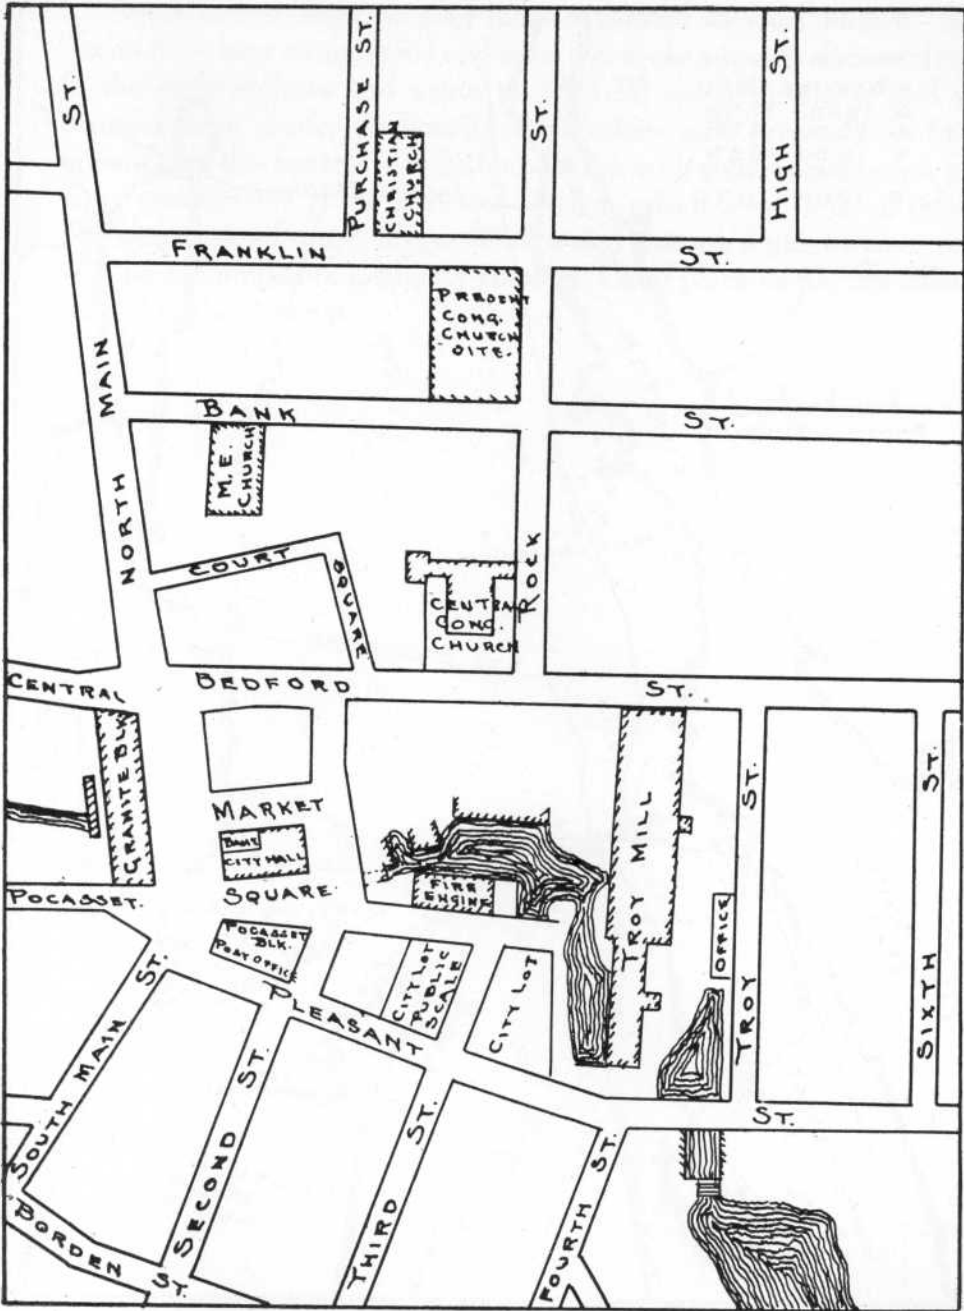 ST.
PURCHASE ST.
CHRISTIAN
CHURCH
ST.
HIGH ST.
FRANKLIN ST.
PRESENT
CONG.
CHURCH
SITE.
NORTH MAIN
BANK ST.
M. E.
CHURCH
COURT
SQUARE
ROCK
CENTRAL
CONG.
CHURCH
CENTRAL
BEDFORD ST.
GRANITE BLK
MARKET
BANK
CITY HALL
SQUARE
FIRE
ENGINE
TROY MILL
OFFICE
TROY ST.
SIXTH ST.
POCASSET.
POCASSET
BLK.
POST OFFICE
CITY LOT
PUBLIC
SCALE
CITY LOT
PLEASANT ST.
SOUTH MAIN ST.
SECOND ST.
THIRD ST.
FOURTH ST.
BORDEN ST.